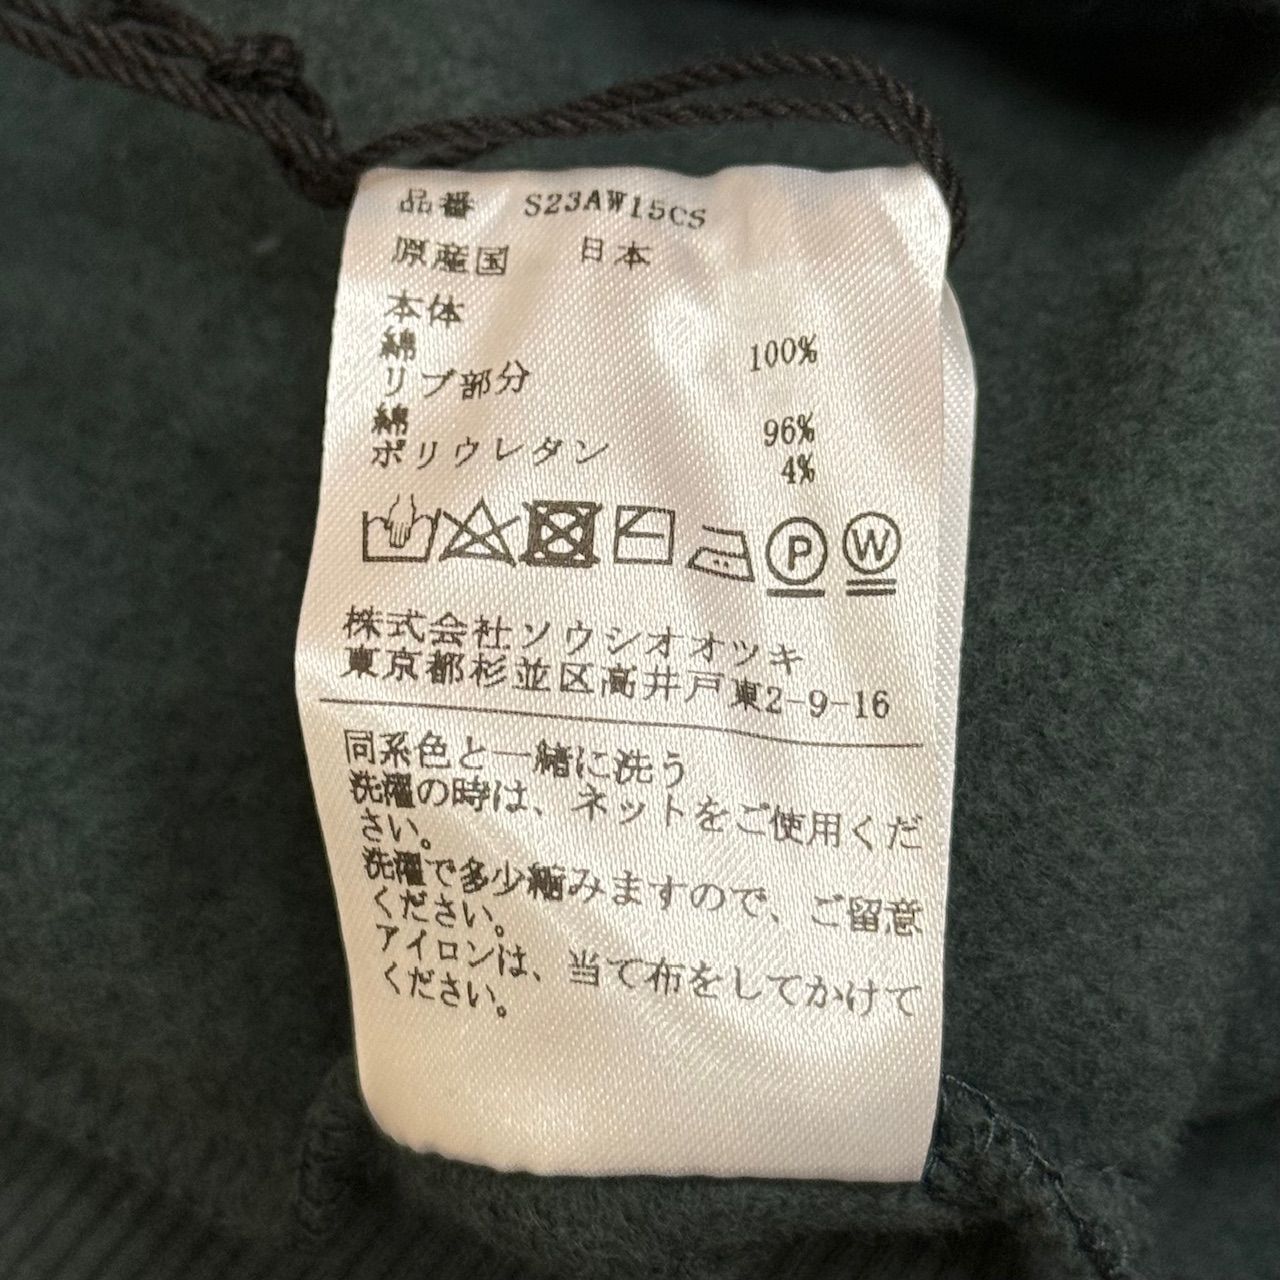 品番 S23AW15CS
原産国 日本
本体
綿 100%
リブ部分
綿 96%
ポリウレタン 4%
P W
株式会社ソウシオオツキ
東京都杉並区高井戸東2-9-16
同系色と一緒に洗う
洗濯の時は、ネットをご使用くだ
さい。
洗濯で多少縮みますので、ご留意
ください。
アイロンは、当て布をしてかけて
ください。